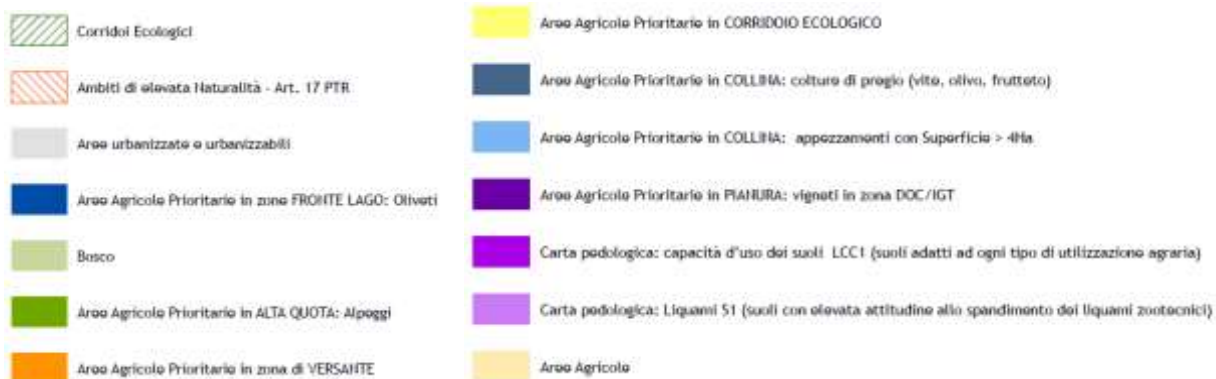 Corridoi Ecologici
Ambiti di elevata Naturalità - Art. 17 PTR
Aree urbanizzate e urbanizzabili
Aree Agricole Prioritarie in zone FRONTE LAGO: Oliveti
Bosco
Aree Agricole Prioritarie in ALTA QUOTA: Alpeggi
Aree Agricole Prioritarie in zona di VERSANTE
Aree Agricole Prioritarie in CORRIDOIO ECOLOGICO
Aree Agricole Prioritarie in COLLINA: colture di pregio (vite, olivo, frutteto)
Aree Agricole Prioritarie in COLLINA: appezzamenti con Superficie > 4Ha
Aree Agricole Prioritarie in PIANURA: vigneti in zona DOC/IGT
Carta pedologica: capacità d'uso dei suoli LCC1 (suoli adatti ad ogni tipo di utilizzazione agraria)
Carta pedologica: Liquami S1 (suoli con elevata attitudine allo spandimento dei liquami zootecnici)
Aree Agricole